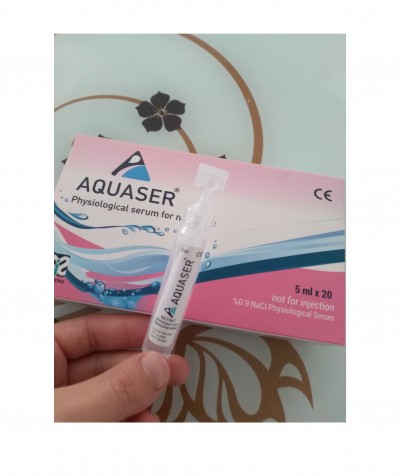 AQUASER®
Physiological serum for
CE
5 ml x 20
not for injection
%0.9 NaCl Physiological Serum
AQUASER®